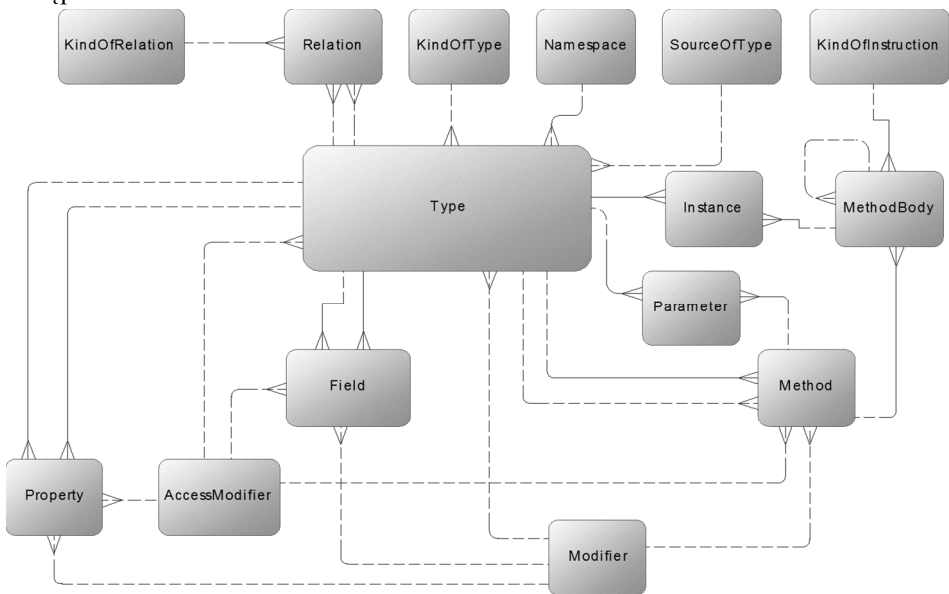 KindOfRelation
Relation
KindOfType
Namespace
SourceOfType
KindOfInstruction
Type
Instance
MethodBody
Parameter
Field
Method
Property
AccessModifier
Modifier